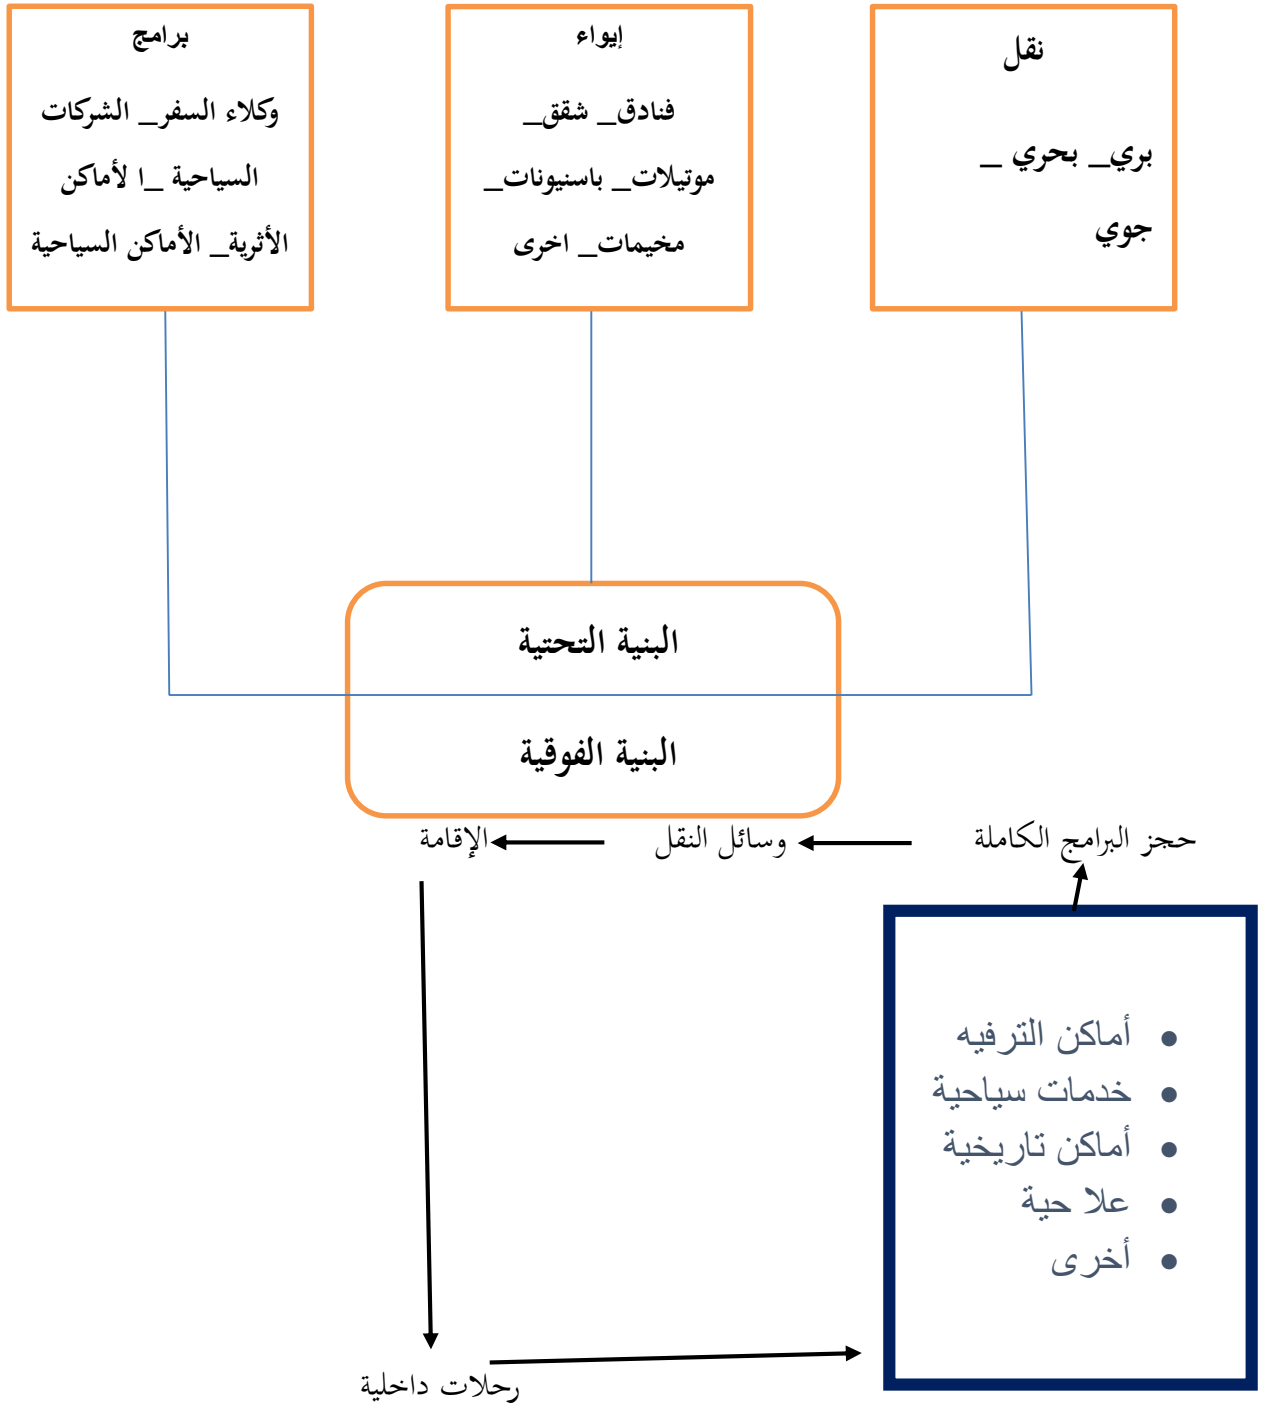 نقل
بري_ بحري _
جوي
إيواء
فنادق_ شقق_
موتيلات_ باسنيونات_
مخيمات_ اخرى
برامج
وكلاء السفر_ الشركات
السياحية _ا لأماكن
الأثرية_ الأماكن السياحية
البنية التحتية
البنية الفوقية
حجز البرامج الكاملة
وسائل النقل
الإقامة
• أماكن الترفيه
• خدمات سياحية
• أماكن تاريخية
• علا حية
• أخرى
رحلات داخلية